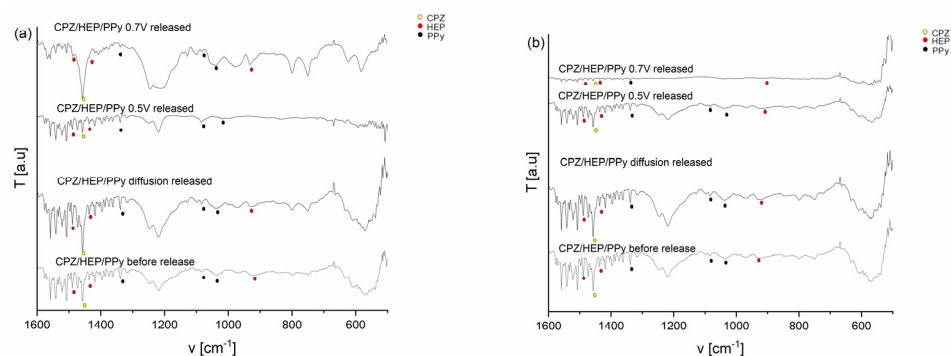 (a)
CPZ
HEP
PPy
CPZ/HEP/PPy 0.7V released
CPZ/HEP/PPy 0.5V released
CPZ/HEP/PPy diffusion released
CPZ/HEP/PPy before release
T [a.u]
1600 1400 1200 1000 800 600
ν [cm⁻¹]
(b)
CPZ
HEP
PPy
CPZ/HEP/PPy 0.7V released
CPZ/HEP/PPy 0.5V released
CPZ/HEP/PPy diffusion released
CPZ/HEP/PPy before release
T [a.u]
1600 1400 1200 1000 800 600
ν [cm⁻¹]